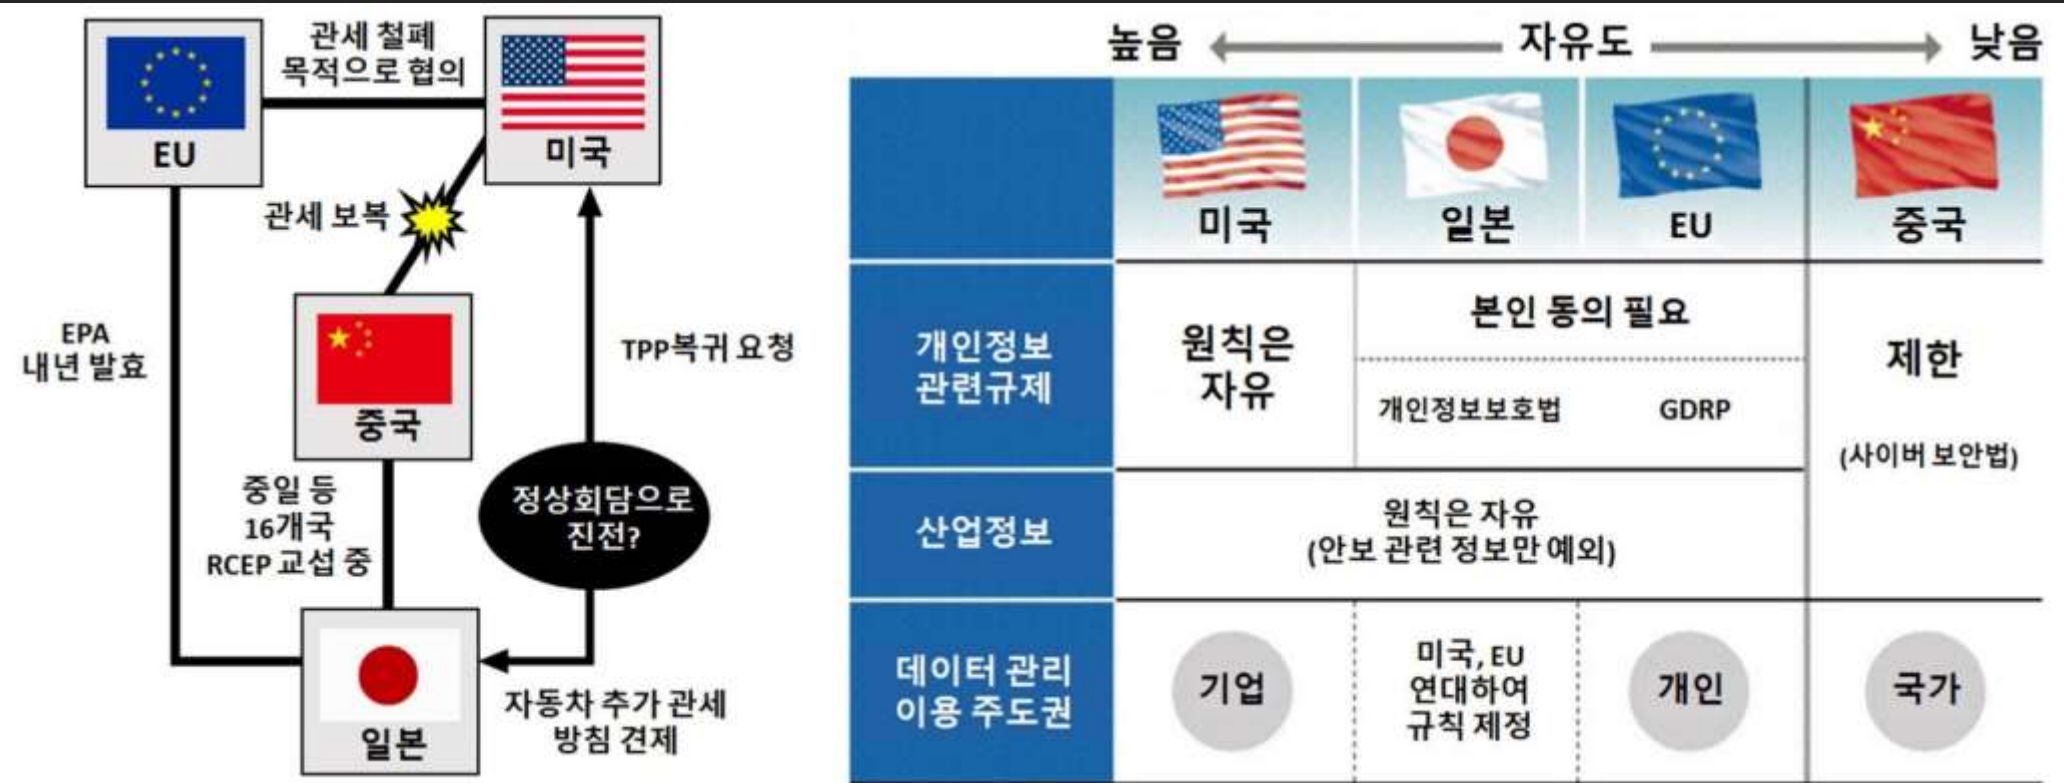 관세 철폐
목적으로 협의
EU
미국
관세 보복
EPA
내년 발효
중국
TPP복귀 요청
중일 등
16개국
RCEP 교섭 중
정상회담으로
진전?
일본
자동차 추가 관세
방침 견제
높음 자유도 낮음
미국 일본 EU 중국
개인정보
관련규제
원칙은
자유
본인 동의 필요
개인정보보호법 GDRP
제한
(사이버 보안법)
산업정보
원칙은 자유
(안보 관련 정보만 예외)
데이터 관리
이용 주도권
기업
미국, EU
연대하여
규칙 제정
개인
국가